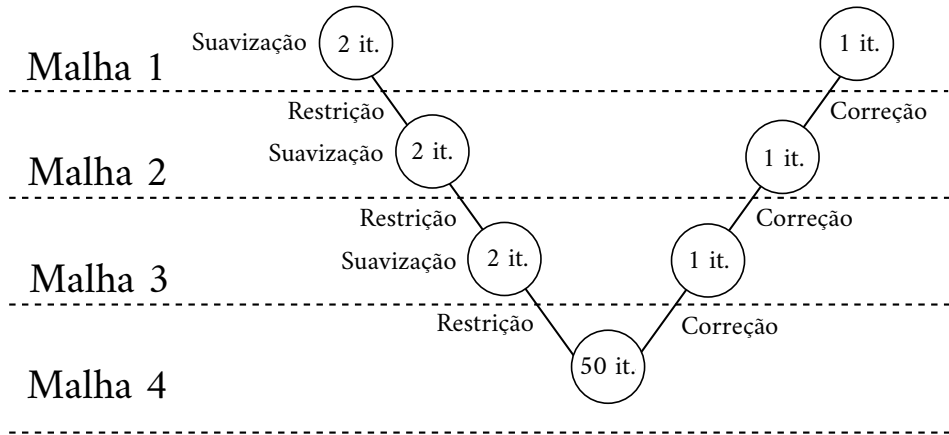 Suavização 2 it. 1 it.
Malha 1
Restrição Correção
Suavização 2 it. 1 it.
Malha 2
Restrição Correção
Suavização 2 it. 1 it.
Malha 3
Restrição Correção
50 it.
Malha 4